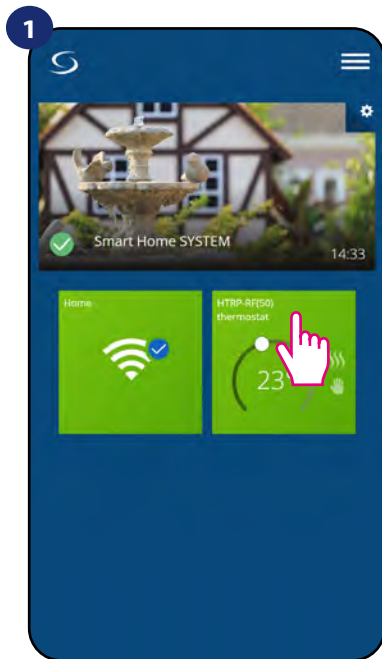 1
Smart Home SYSTEM
14:33
Home
HTRP-RF(50)
thermostat
23°